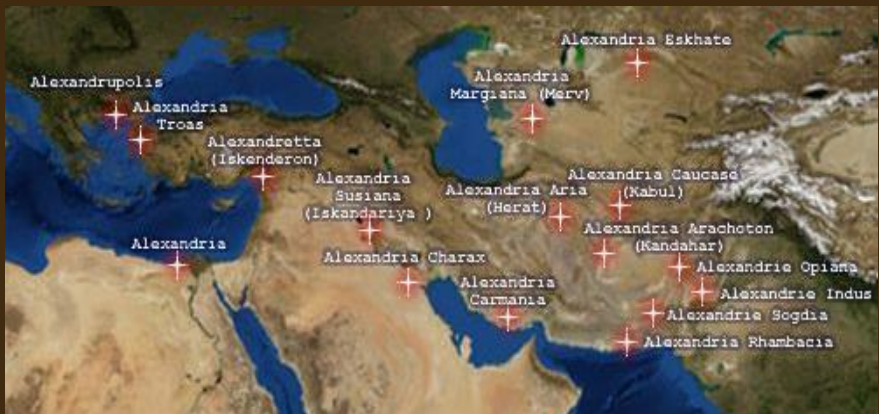 Alexandria Eskhate
Alexandria
Margiana (Merv)
Alexandrupolis
Alexandria
Troas
Alexandretta
(Iskenderon)
Alexandria
Susiana
(Iskandariya )
Alexandria Caucase
(Kabul)
Alexandria Aria
(Herat)
Alexandria Arachoton
(Kandahar)
Alexandria
Alexandria Charax
Alexandria
Carmania
Alexandrie Opiana
Alexandrie Indus
Alexandrie Sogdia
Alexandria Rhambacia